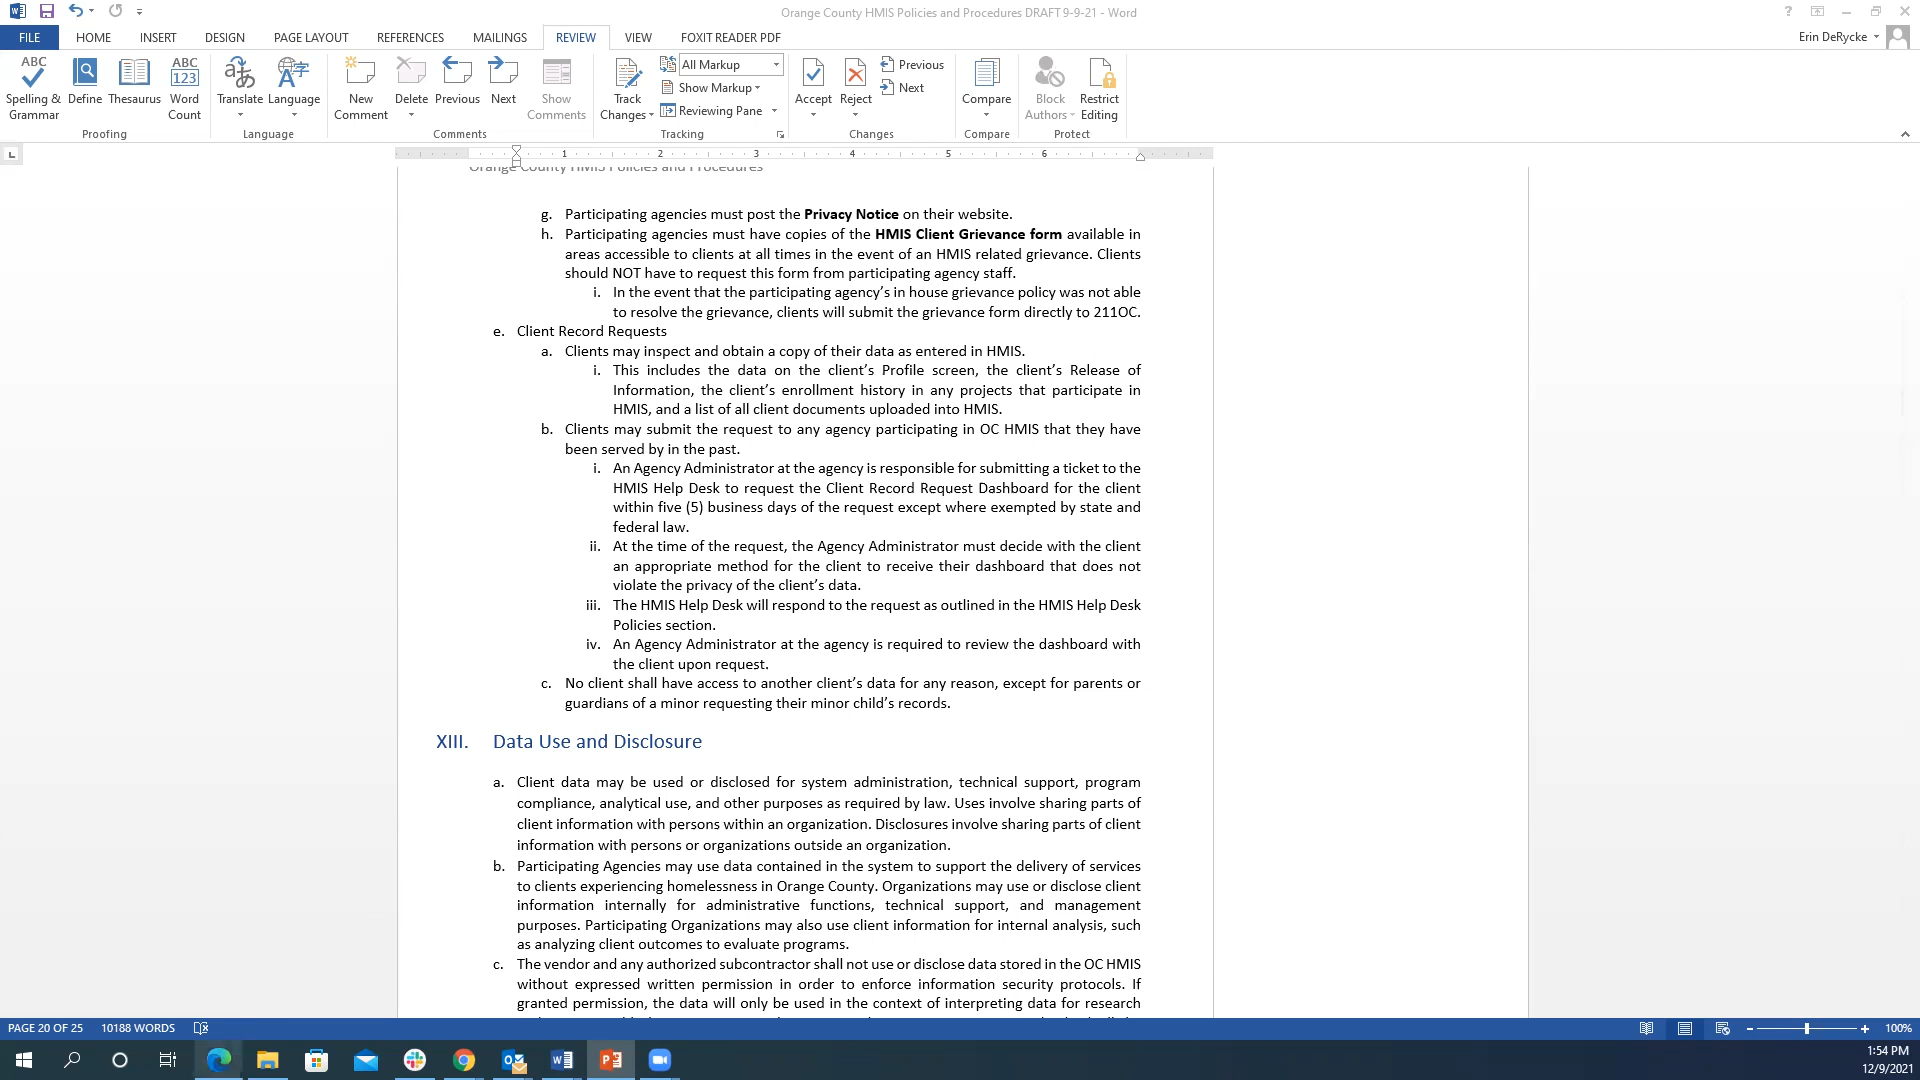 Orange County HMIS Policies and Procedures DRAFT 9-9-21 - Word
FILE HOME INSERT DESIGN PAGE LAYOUT REFERENCES MAILINGS REVIEW VIEW FOXIT READER PDF
Erin DeRycke
Spelling & Grammar
Define
Thesaurus
Word Count
Translate
Language
New Comment
Delete
Previous
Next
Show Comments
Track Changes
All Markup
Show Markup
Reviewing Pane
Accept
Reject
Previous
Next
Compare
Block Authors
Restrict Editing
Proofing Language Comments Tracking Changes Compare Protect
1 2 3 4 5 6
Orange County HMIS Policies and Procedures
g. Participating agencies must post the Privacy Notice on their website.
h. Participating agencies must have copies of the HMIS Client Grievance form available in
areas accessible to clients at all times in the event of an HMIS related grievance. Clients
should NOT have to request this form from participating agency staff.
i. In the event that the participating agency's in house grievance policy was not able
to resolve the grievance, clients will submit the grievance form directly to 211OC.
e. Client Record Requests
a. Clients may inspect and obtain a copy of their data as entered in HMIS.
i. This includes the data on the client's Profile screen, the client's Release of
Information, the client's enrollment history in any projects that participate in
HMIS, and a list of all client documents uploaded into HMIS.
b. Clients may submit the request to any agency participating in OC HMIS that they have
been served by in the past.
i. An Agency Administrator at the agency is responsible for submitting a ticket to the
HMIS Help Desk to request the Client Record Request Dashboard for the client
within five (5) business days of the request except where exempted by state and
federal law.
ii. At the time of the request, the Agency Administrator must decide with the client
an appropriate method for the client to receive their dashboard that does not
violate the privacy of the client's data.
iii. The HMIS Help Desk will respond to the request as outlined in the HMIS Help Desk
Policies section.
iv. An Agency Administrator at the agency is required to review the dashboard with
the client upon request.
c. No client shall have access to another client's data for any reason, except for parents or
guardians of a minor requesting their minor child's records.
XIII. Data Use and Disclosure
a. Client data may be used or disclosed for system administration, technical support, program
compliance, analytical use, and other purposes as required by law. Uses involve sharing parts of
client information with persons within an organization. Disclosures involve sharing parts of client
information with persons or organizations outside an organization.
b. Participating Agencies may use data contained in the system to support the delivery of services
to clients experiencing homelessness in Orange County. Organizations may use or disclose client
information internally for administrative functions, technical support, and management
purposes. Participating Organizations may also use client information for internal analysis, such
as analyzing client outcomes to evaluate programs.
c. The vendor and any authorized subcontractor shall not use or disclose data stored in the OC HMIS
without expressed written permission in order to enforce information security protocols. If
granted permission, the data will only be used in the context of interpreting data for research
PAGE 20 OF 25 10188 WORDS 100%
1:54 PM
12/9/2021